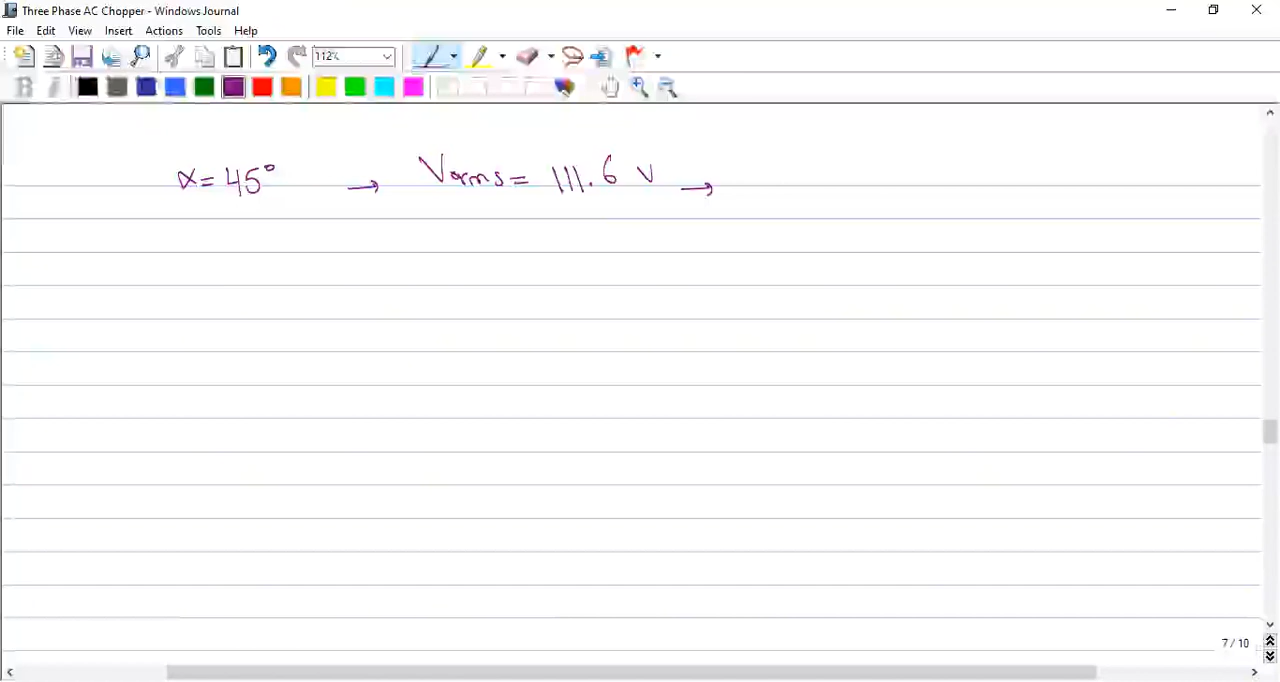 Three Phase AC Chopper - Windows Journal
File Edit View Insert Actions Tools Help
112%
B I
α = 45° → Vorms = 111.6 V →
7 / 10